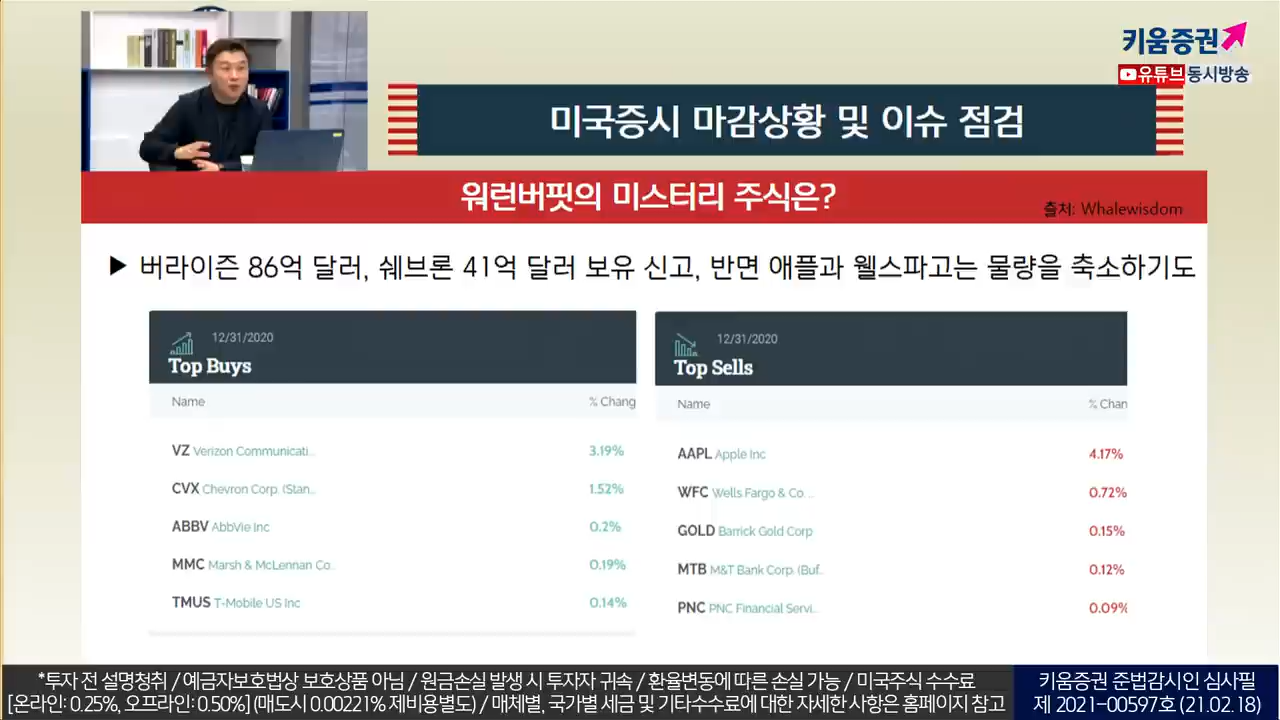 키움증권
유튜브 동시방송
미국증시 마감상황 및 이슈 점검
워런버핏의 미스터리 주식은?
출처: Whalewisdom
▶ 버라이즌 86억 달러, 쉐브론 41억 달러 보유 신고, 반면 애플과 웰스파고는 물량을 축소하기도
12/31/2020
Top Buys
Name % Chang
VZ Verizon Communicati... 3.19%
CVX Chevron Corp. (Stan... 1.52%
ABBV AbbVie Inc 0.2%
MMC Marsh & McLennan Co... 0.19%
TMUS T-Mobile US Inc 0.14%
12/31/2020
Top Sells
Name % Chan
AAPL Apple Inc 4.17%
WFC Wells Fargo & Co. ... 0.72%
GOLD Barrick Gold Corp 0.15%
MTB M&T Bank Corp. (Buf... 0.12%
PNC PNC Financial Servi... 0.09%
*투자 전 설명청취 / 예금자보호법상 보호상품 아님 / 원금손실 발생 시 투자자 귀속 / 환율변동에 따른 손실 가능 / 미국주식 수수료
[온라인: 0.25%, 오프라인: 0.50%] (매도시 0.00221% 제비용별도) / 매체별, 국가별 세금 및 기타수수료에 대한 자세한 사항은 홈페이지 참고
키움증권 준법감시인 심사필
제 2021-00597호 (21.02.18)